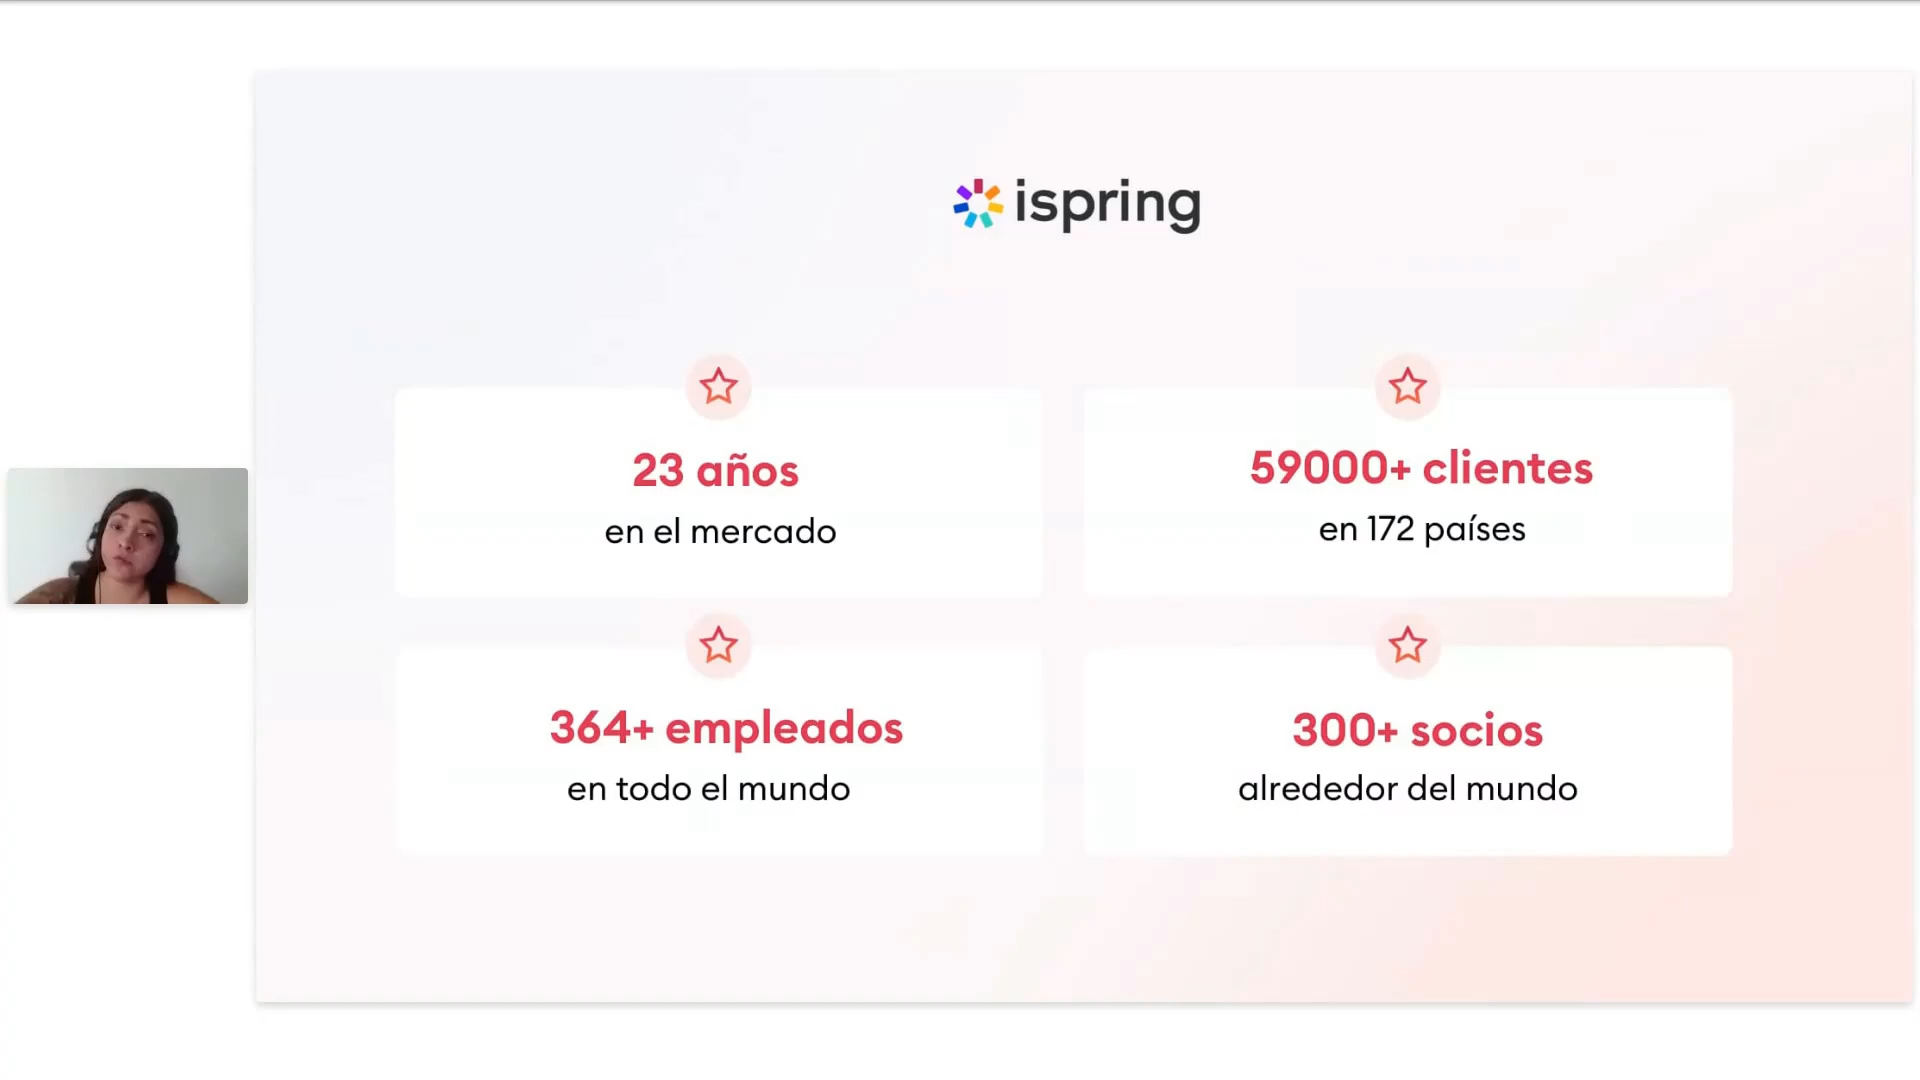 ispring
23 años
en el mercado
59000+ clientes
en 172 países
364+ empleados
en todo el mundo
300+ socios
alrededor del mundo